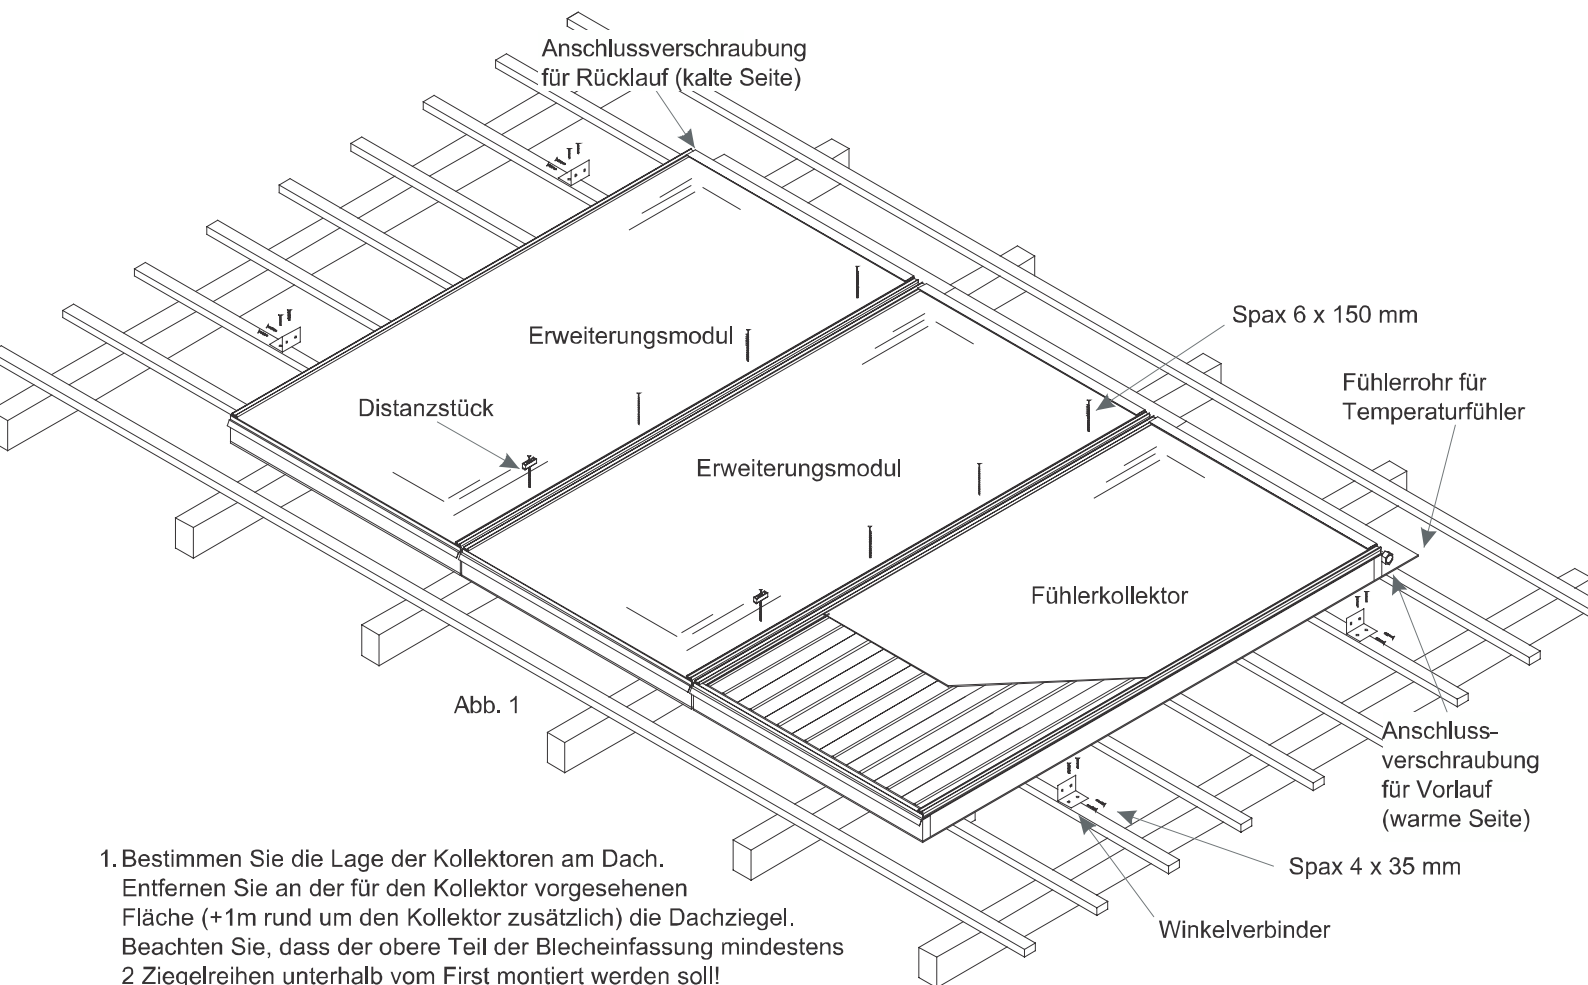 Anschlussverschraubung
für Rücklauf (kalte Seite)
Spax 6 x 150 mm
Erweiterungsmodul
Fühlerrohr für
Temperaturfühler
Distanzstück
Erweiterungsmodul
Fühlerkollektor
Abb. 1
Anschluss-
verschraubung
für Vorlauf
(warme Seite)
Spax 4 x 35 mm
Winkelverbinder
1. Bestimmen Sie die Lage der Kollektoren am Dach.
Entfernen Sie an der für den Kollektor vorgesehenen
Fläche (+1m rund um den Kollektor zusätzlich) die Dachziegel.
Beachten Sie, dass der obere Teil der Blecheinfassung mindestens
2 Ziegelreihen unterhalb vom First montiert werden soll!